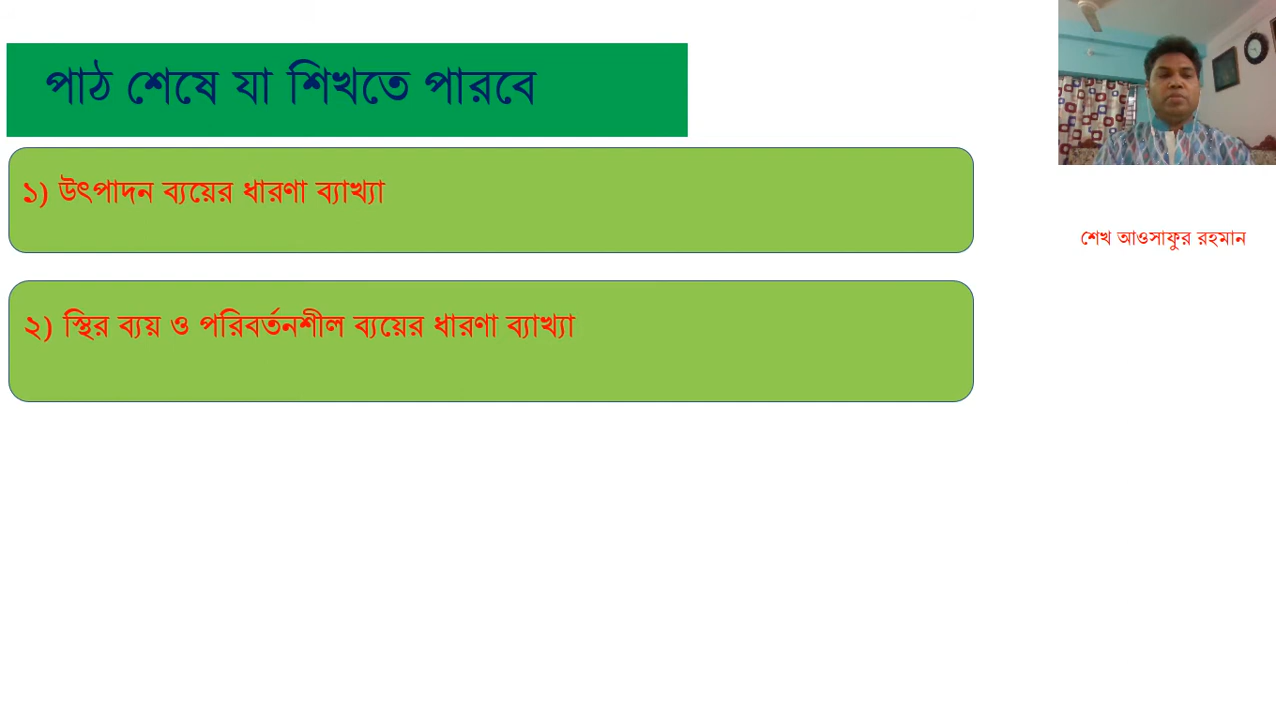 পাঠ শেষে যা শিখতে পারবে
১) উৎপাদন ব্যয়ের ধারণা ব্যাখ্যা
শেখ আওসাফুর রহমান
২) স্থির ব্যয় ও পরিবর্তনশীল ব্যয়ের ধারণা ব্যাখ্যা